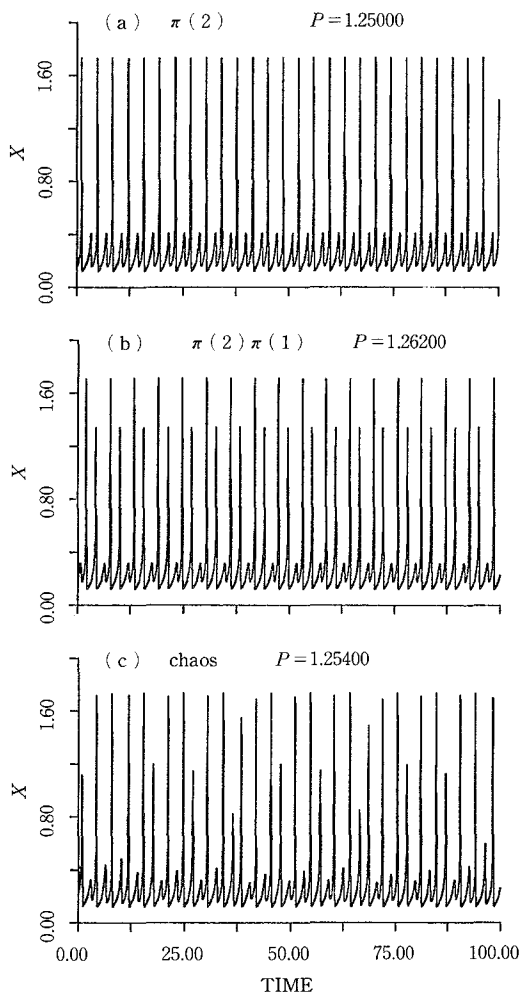 ( a ) π ( 2 ) P = 1.25000
1.60
X
0.80
0.00
( b ) π ( 2 ) π ( 1 ) P = 1.26200
1.60
X
0.80
0.00
( c ) chaos P = 1.25400
1.60
X
0.80
0.00
0.00 25.00 50.00 75.00 100.00
TIME